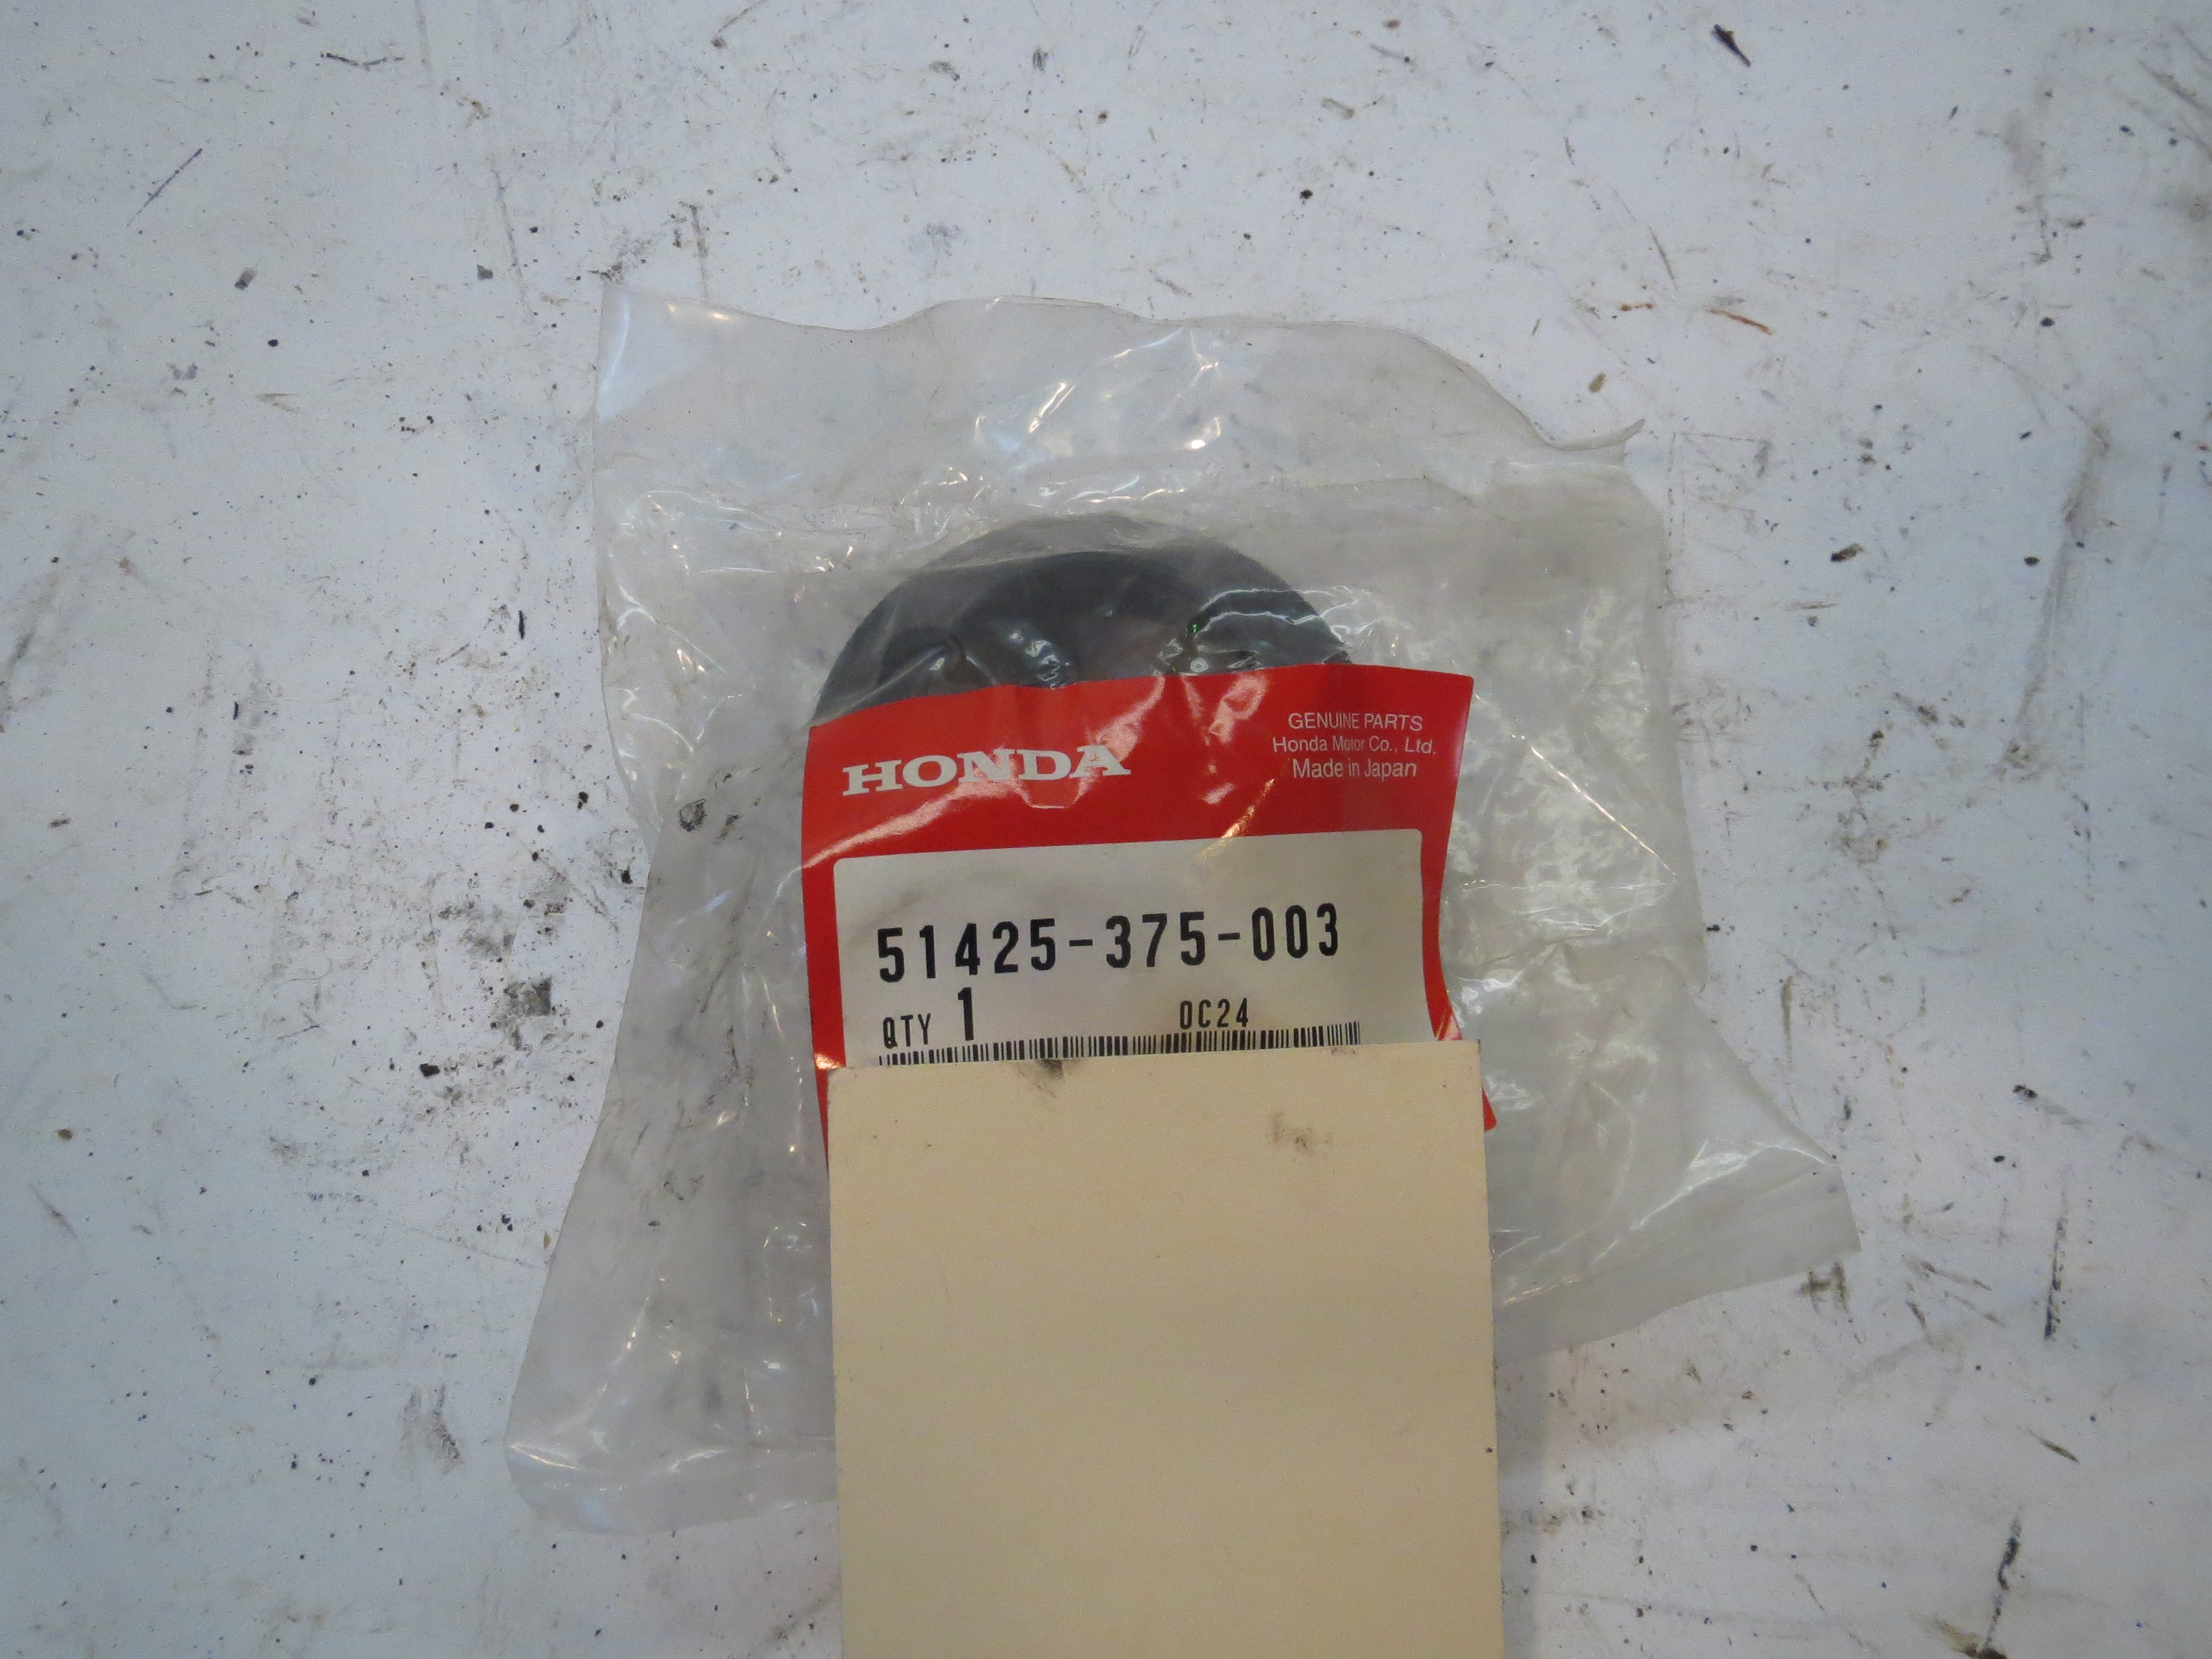 HONDA
GENUINE PARTS
Honda Motor Co., Ltd.
Made in Japan
51425-375-003
QTY 1 0C24